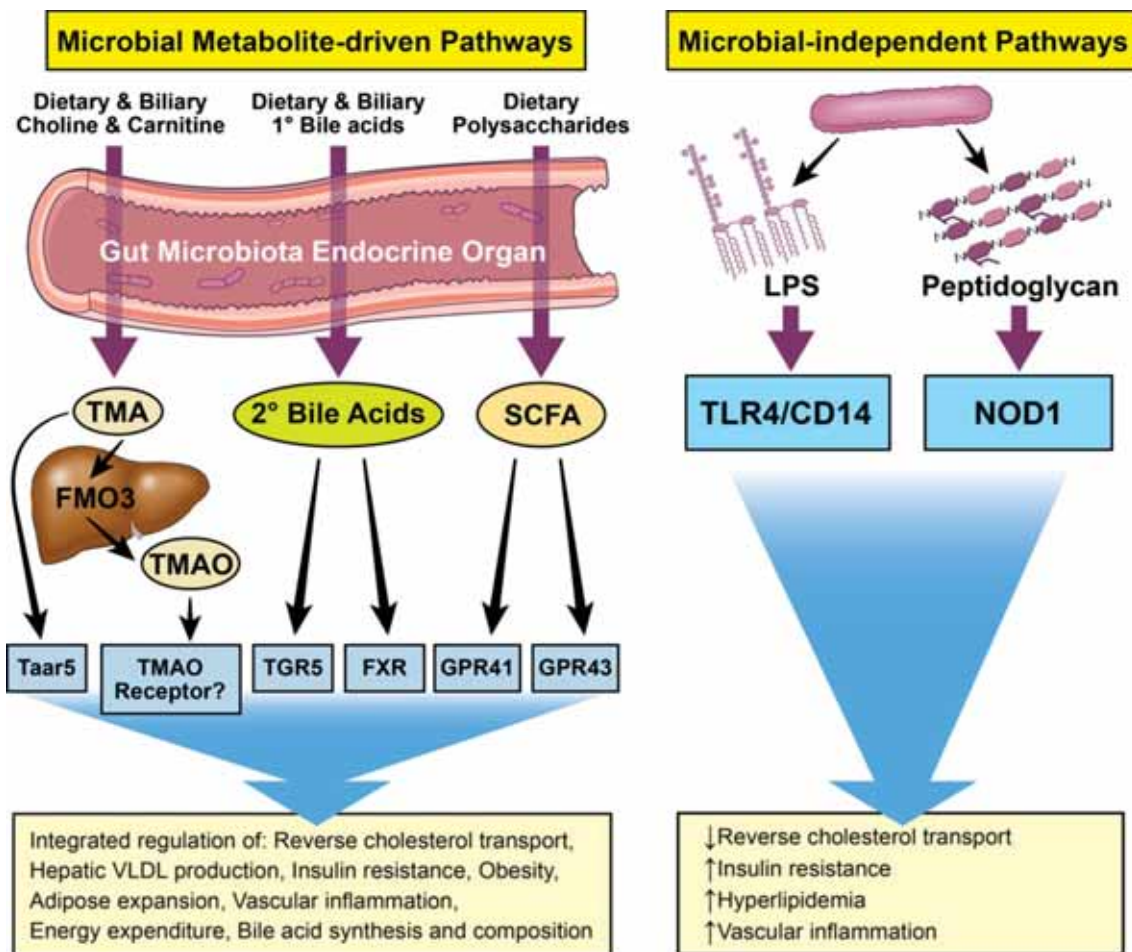 Microbial Metabolite-driven Pathways
Dietary & Biliary
Choline & Carnitine
Dietary & Biliary
1° Bile acids
Dietary
Polysaccharides
Gut Microbiota Endocrine Organ
TMA
2° Bile Acids
SCFA
FMO3
TMAO
Taar5
TMAO
Receptor?
TGR5
FXR
GPR41
GPR43
Integrated regulation of: Reverse cholesterol transport,
Hepatic VLDL production, Insulin resistance, Obesity,
Adipose expansion, Vascular inflammation,
Energy expenditure, Bile acid synthesis and composition
Microbial-independent Pathways
LPS
Peptidoglycan
TLR4/CD14
NOD1
↓Reverse cholesterol transport
↑Insulin resistance
↑Hyperlipidemia
↑Vascular inflammation